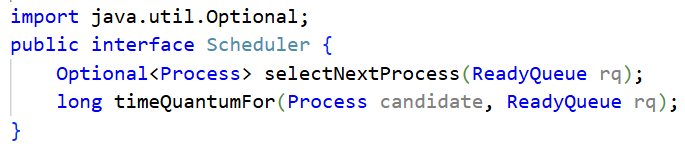 import java.util.Optional;
public interface Scheduler {
    Optional<Process> selectNextProcess(ReadyQueue rq);
    long timeQuantumFor(Process candidate, ReadyQueue rq);
}